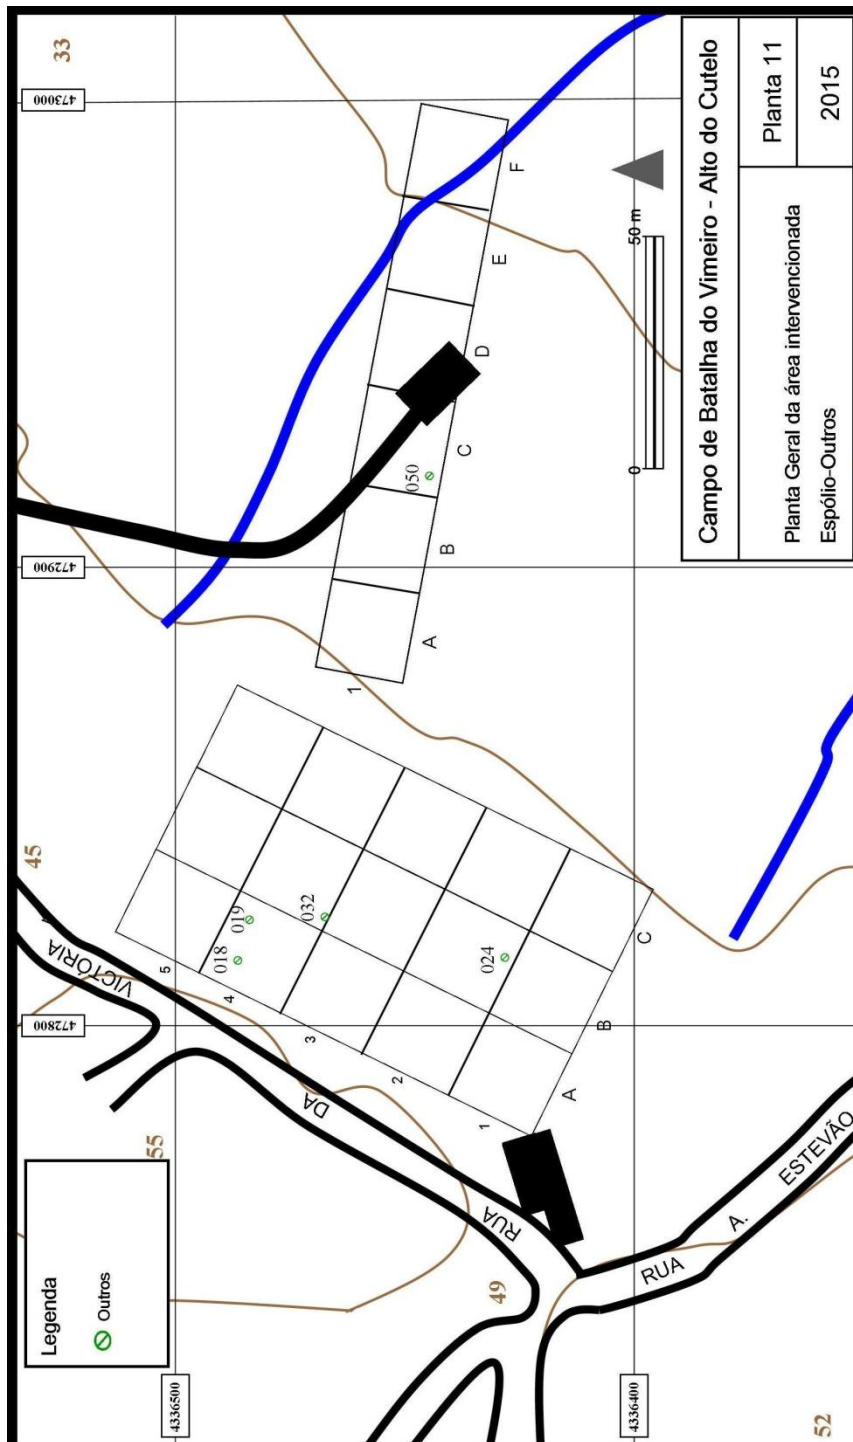 Campo de Batalha do Vimeiro - Alto do Cutelo
Planta Geral da área intervencionada
Espólio-Outros
Planta 11
2015
Legenda
Outros
0
50 m
4336500
4336400
472800
472900
473000
33
45
55
49
52
RUA
DA
VICTÓRIA
RUA
A.
ESTEVÃO
018
019
032
024
050
5
4
3
2
1
A
B
C
1
A
B
C
D
E
F